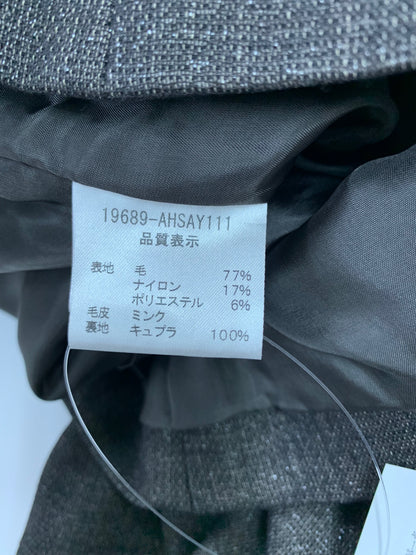 19689-AHSAY111
品質表示
表地 毛 77%
ナイロン 17%
ポリエステル 6%
毛皮 ミンク
裏地 キュプラ 100%